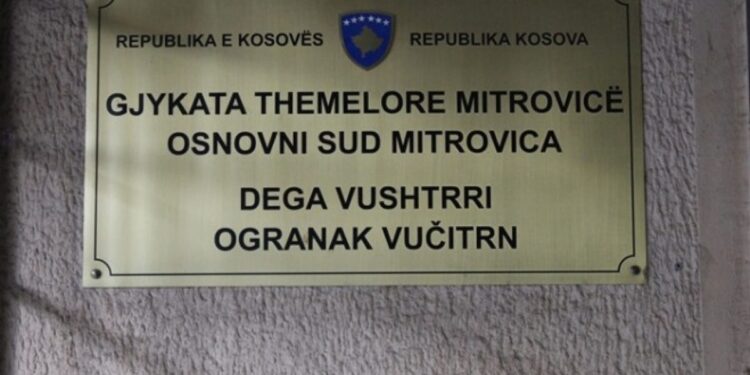 REPUBLIKA E KOSOVËS REPUBLIKA KOSOVA
GJYKATA THEMELORE MITROVICË
OSNOVNI SUD MITROVICA
DEGA VUSHTRRI
OGRANAK VUČITRN